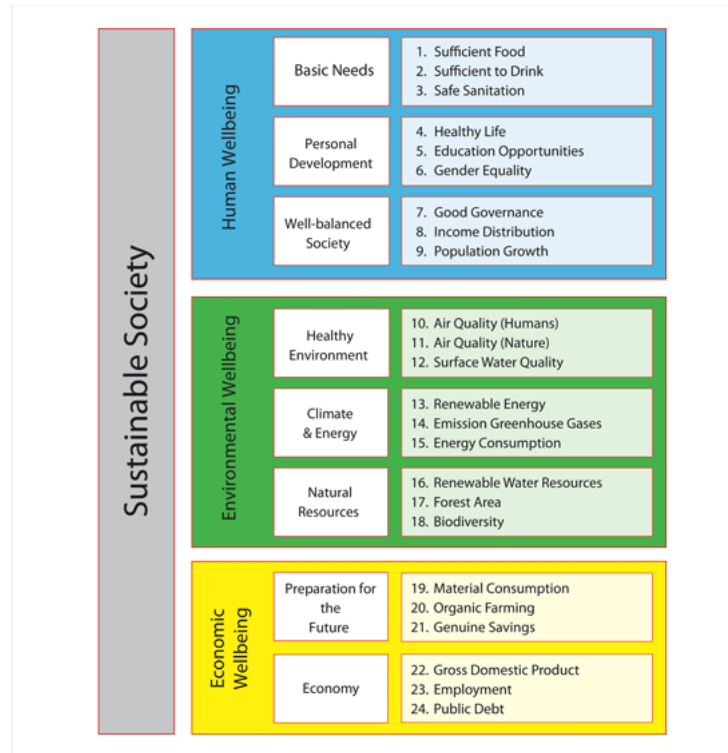 Sustainable Society
Human Wellbeing
Basic Needs
1. Sufficient Food
2. Sufficient to Drink
3. Safe Sanitation
Personal
Development
4. Healthy Life
5. Education Opportunities
6. Gender Equality
Well-balanced
Society
7. Good Governance
8. Income Distribution
9. Population Growth
Environmental Wellbeing
Healthy
Environment
10. Air Quality (Humans)
11. Air Quality (Nature)
12. Surface Water Quality
Climate
& Energy
13. Renewable Energy
14. Emission Greenhouse Gases
15. Energy Consumption
Natural
Resources
16. Renewable Water Resources
17. Forest Area
18. Biodiversity
Economic
Wellbeing
Preparation for
the
Future
19. Material Consumption
20. Organic Farming
21. Genuine Savings
Economy
22. Gross Domestic Product
23. Employment
24. Public Debt